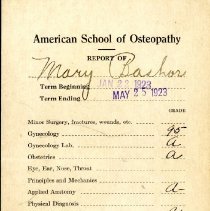 American School of Osteopathy
REPORT OF
Mary Bashor
Term Beginning JAN 22 1923
Term Ending MAY 25 1923
GRADE
Minor Surgery, fractures, wounds, etc.
Gynecology 95
Gynecology Lab. A
Obstetrics A
Eye, Ear, Nose, Throat
Principles and Mechanics
Applied Anatomy A-
Physical Diagnosis